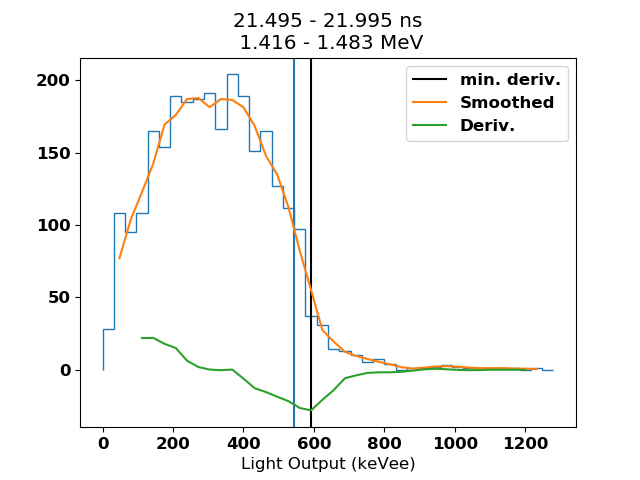 21.495 - 21.995 ns
1.416 - 1.483 MeV
min. deriv.
Smoothed
Deriv.
200
150
100
50
0
0 200 400 600 800 1000 1200
Light Output (keVee)